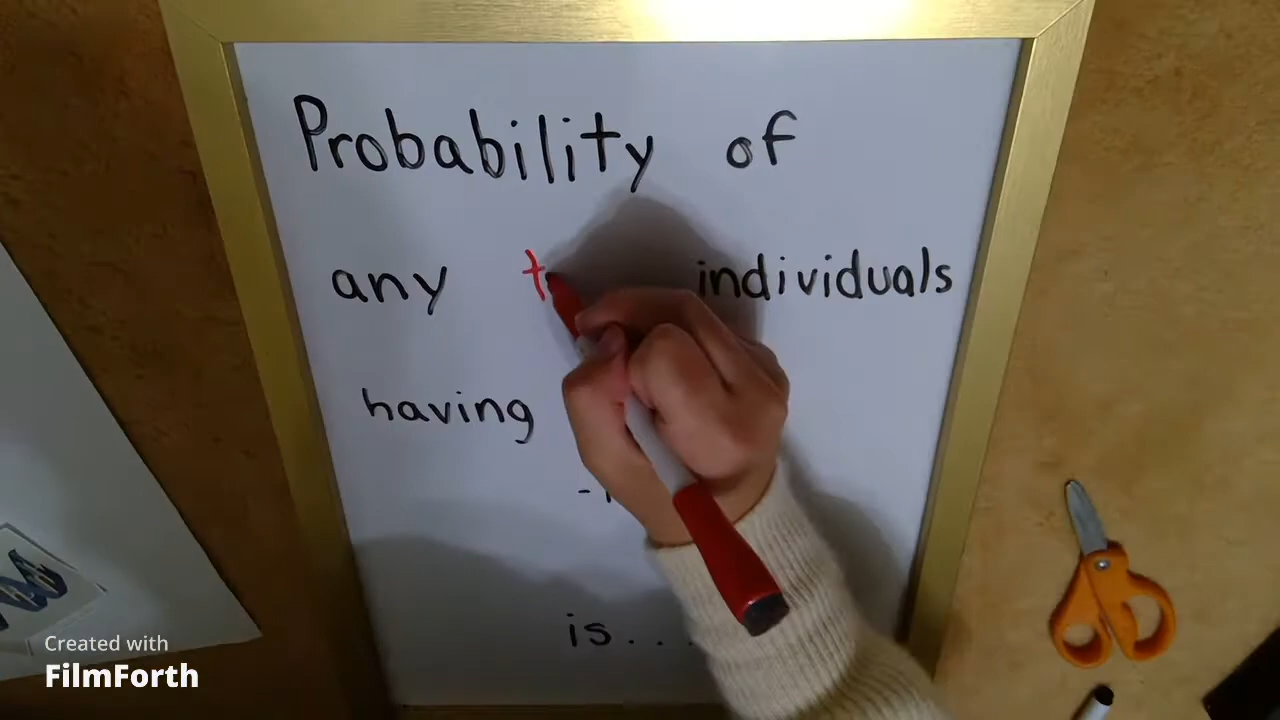 Probability of
any t individuals
having
is...
Created with
FilmForth